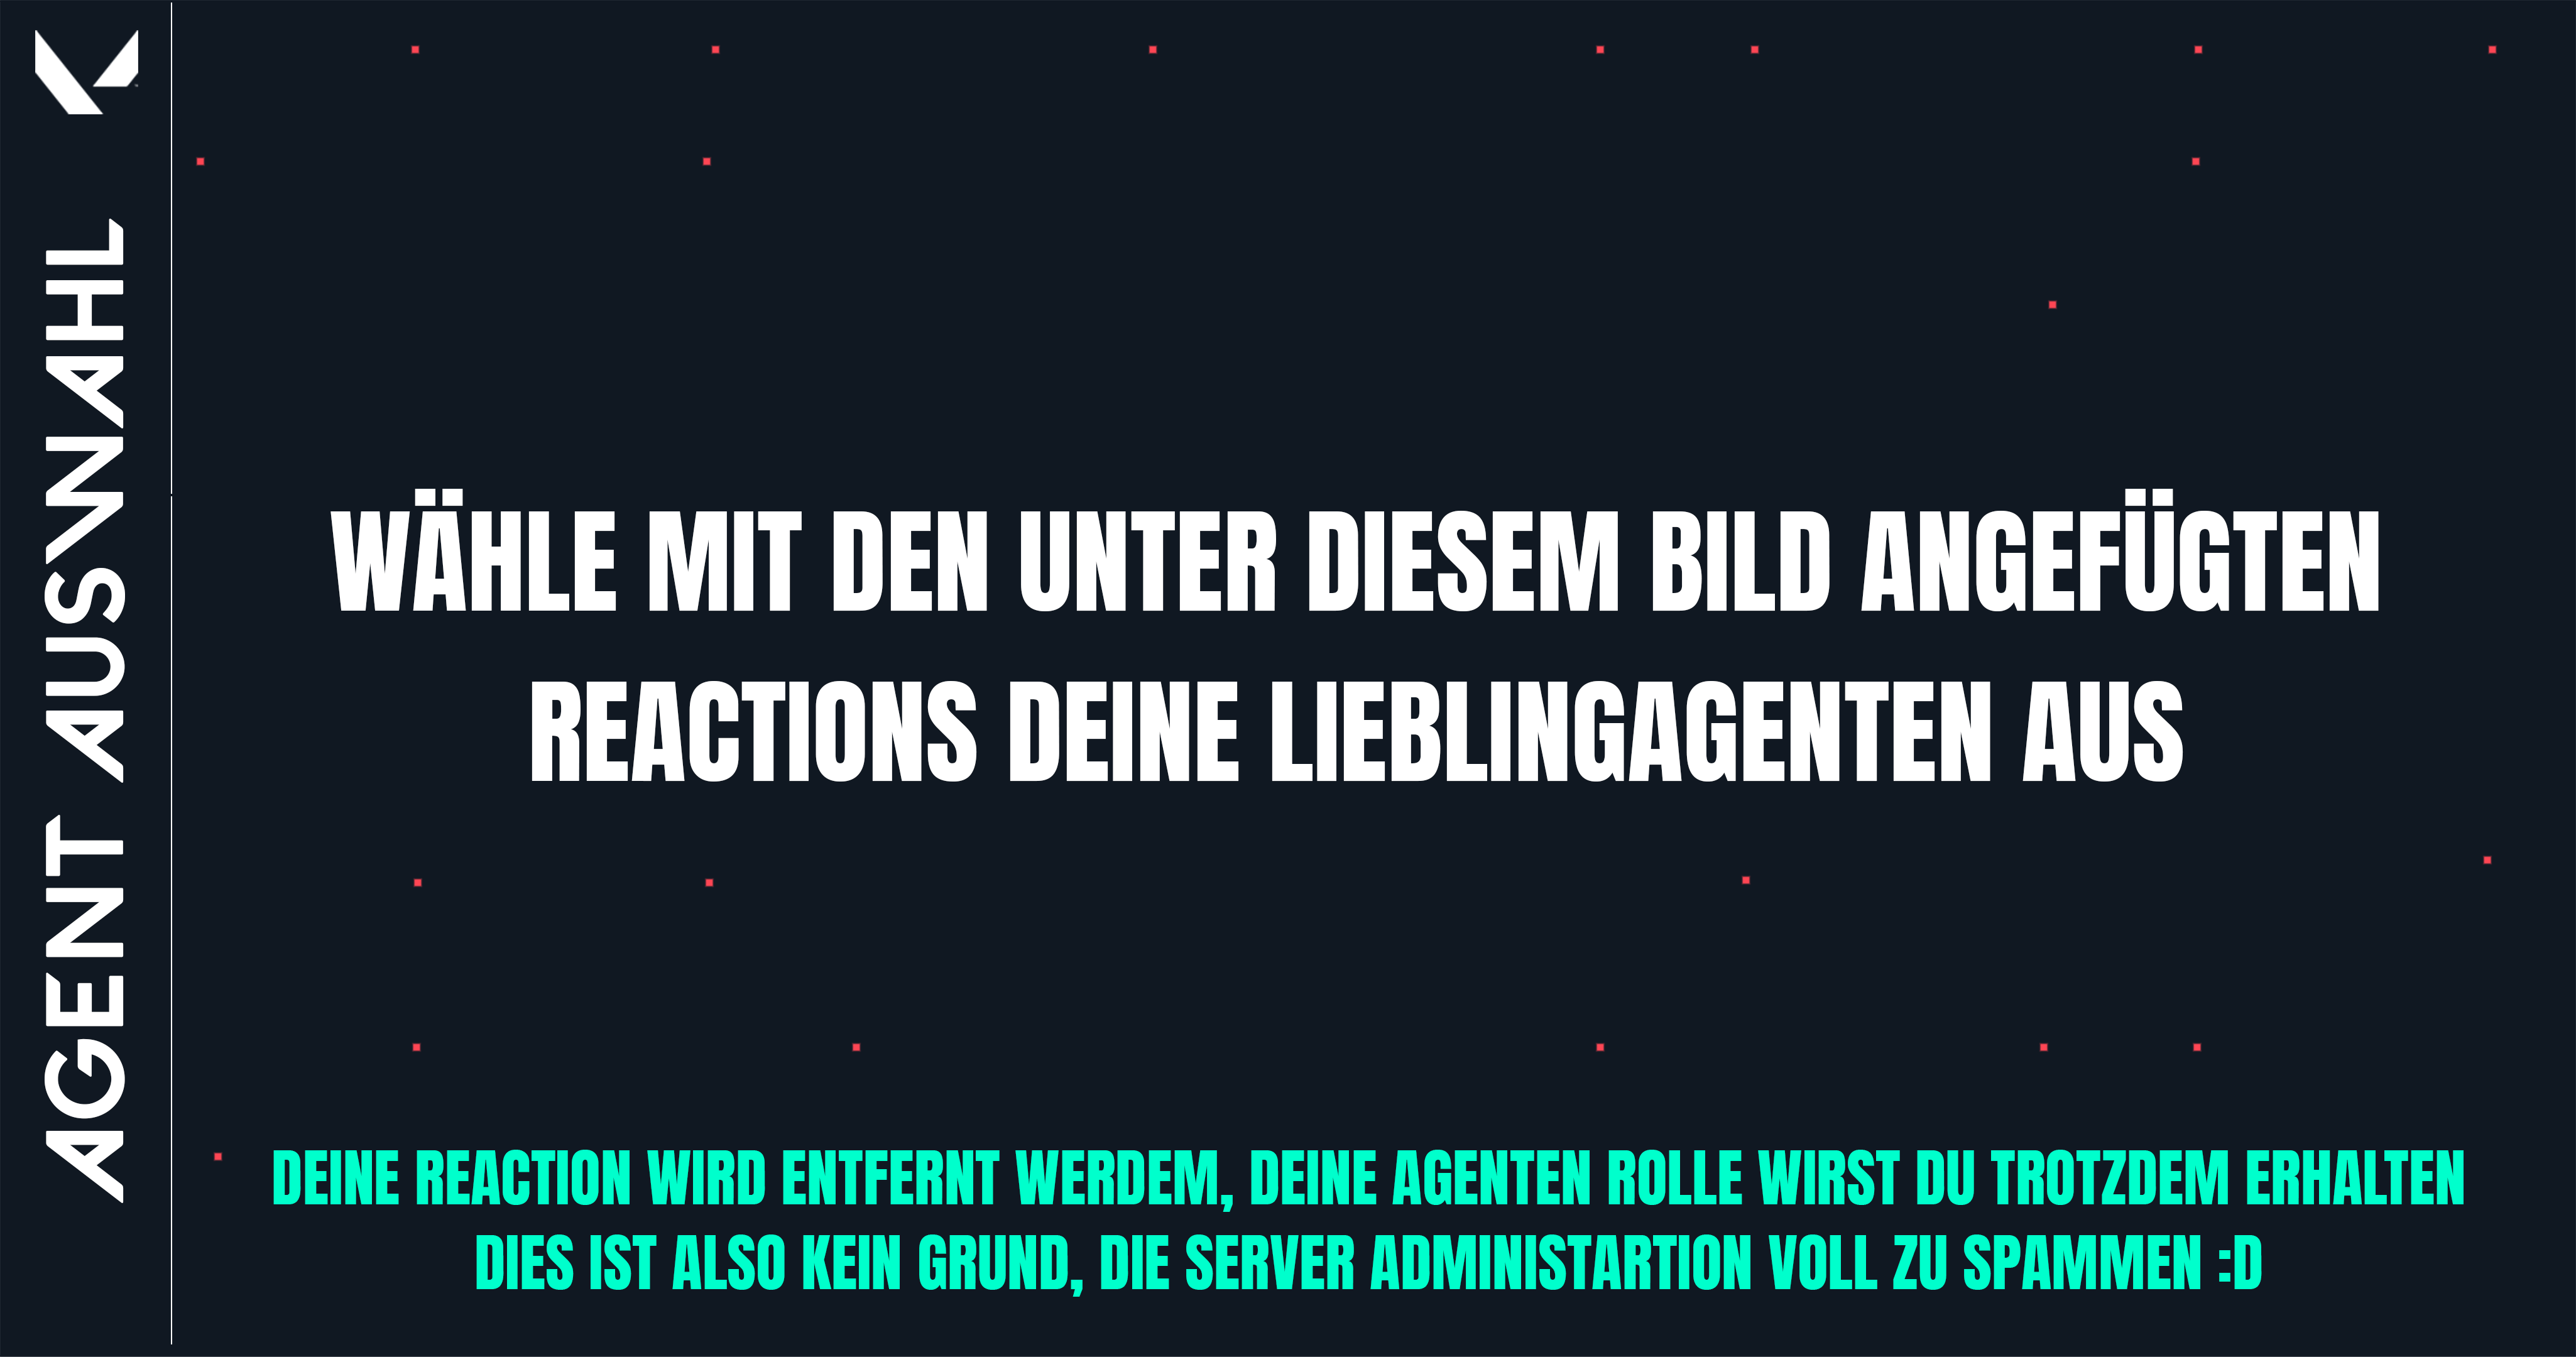 AGENT AUSWAHL
WÄHLE MIT DEN UNTER DIESEM BILD ANGEFÜGTEN
REACTIONS DEINE LIEBLINGAGENTEN AUS
DEINE REACTION WIRD ENTFERNT WERDEM, DEINE AGENTEN ROLLE WIRST DU TROTZDEM ERHALTEN
DIES IST ALSO KEIN GRUND, DIE SERVER ADMINISTARTION VOLL ZU SPAMMEN :D